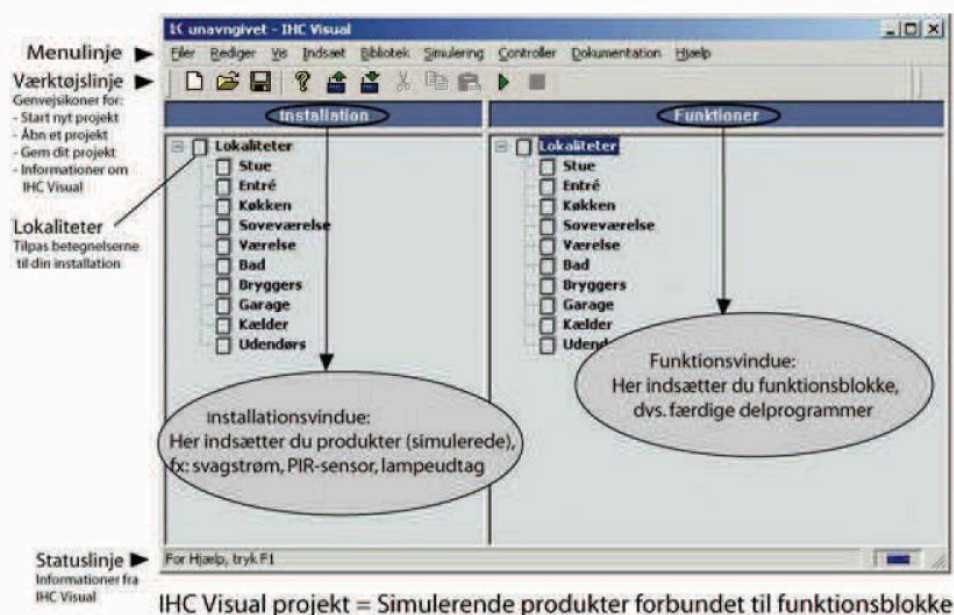 IHC unavngivet - IHC Visual
Menulinje
Filer Rediger Vis Indsæt Bibliotek Simulering Controller Dokumentation Hjælp
Værktøjslinje
Genvejsikoner for:
- Start nyt projekt
- Åbn et projekt
- Gem dit projekt
- Informationer om
IHC Visual
Lokaliteter
Tilpas betegnelserne
til din installation
Installation
Lokaliteter
Stue
Entré
Køkken
Soveværelse
Værelse
Bad
Bryggers
Garage
Kælder
Udendørs
Installationsvindue:
Her indsætter du produkter (simulerede),
fx: svagstrøm, PIR-sensor, lampeudtag
Funktioner
Lokaliteter
Stue
Entré
Køkken
Soveværelse
Værelse
Bad
Bryggers
Garage
Kælder
Funktionsvindue:
Her indsætter du funktionsblokke,
dvs. færdige delprogrammer
Statuslinje
Informationer fra
IHC Visual
For Hjælp, tryk F1
IHC Visual projekt = Simulerende produkter forbundet til funktionsblokke